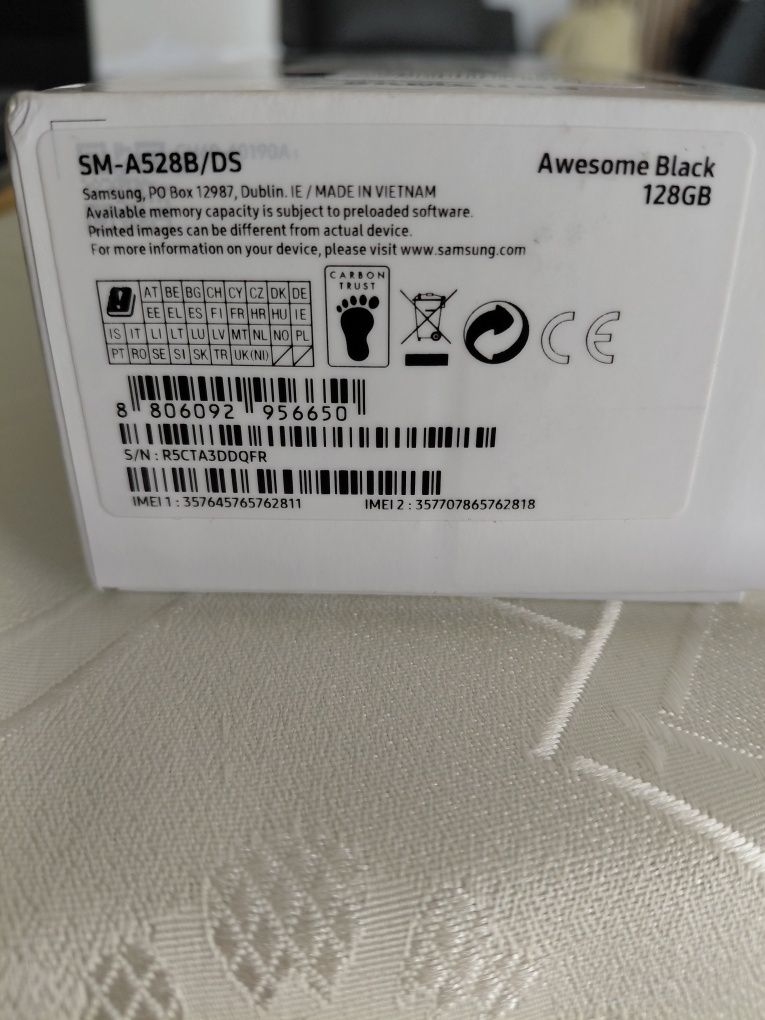 SM-A528B/DS
Awesome Black
128GB
Samsung, PO Box 12987, Dublin. IE / MADE IN VIETNAM
Available memory capacity is subject to preloaded software.
Printed images can be different from actual device.
For more information on your device, please visit www.samsung.com
CARBON
TRUST
AT BE BG CH CY CZ DK DE
EE EL ES FI FR HR HU IE
IS IT LI LT LU LV MT NL NO PL
PT RO SE SI SK TR UK(NI)
CE
8 806092 956650
S/N : R5CTA3DDQFR
IMEI 1 : 357645765762811 IMEI 2 : 357707865762818